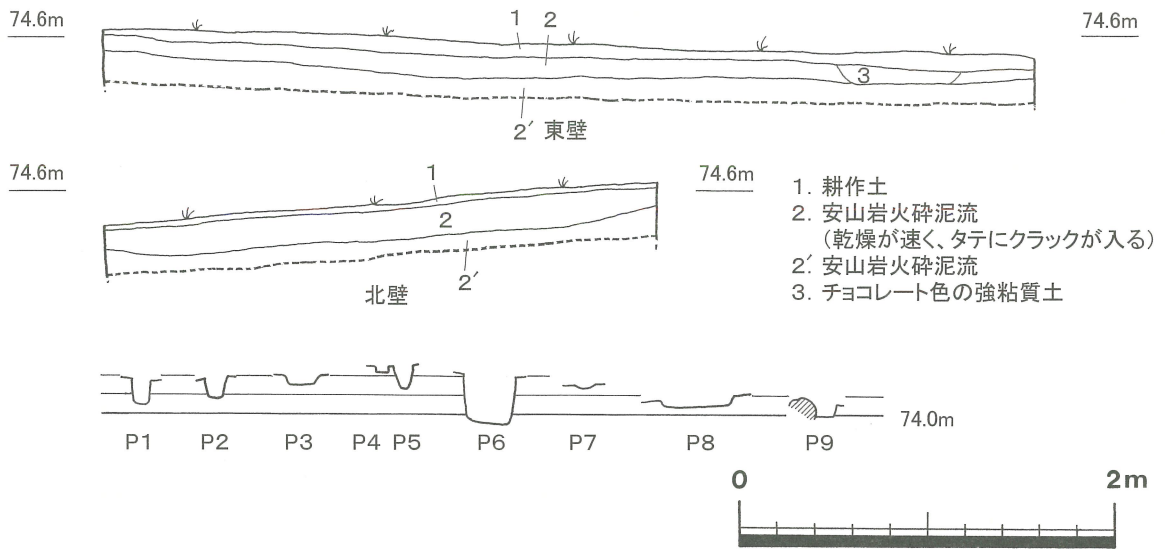 74.6m 1 2 74.6m
3
2′ 東壁
74.6m 1 74.6m
2
2′
北壁
1. 耕作土
2. 安山岩火砕泥流
(乾燥が速く、タテにクラックが入る)
2′. 安山岩火砕泥流
3. チョコレート色の強粘質土
74.0m
P1 P2 P3 P4 P5 P6 P7 P8 P9
0 2m